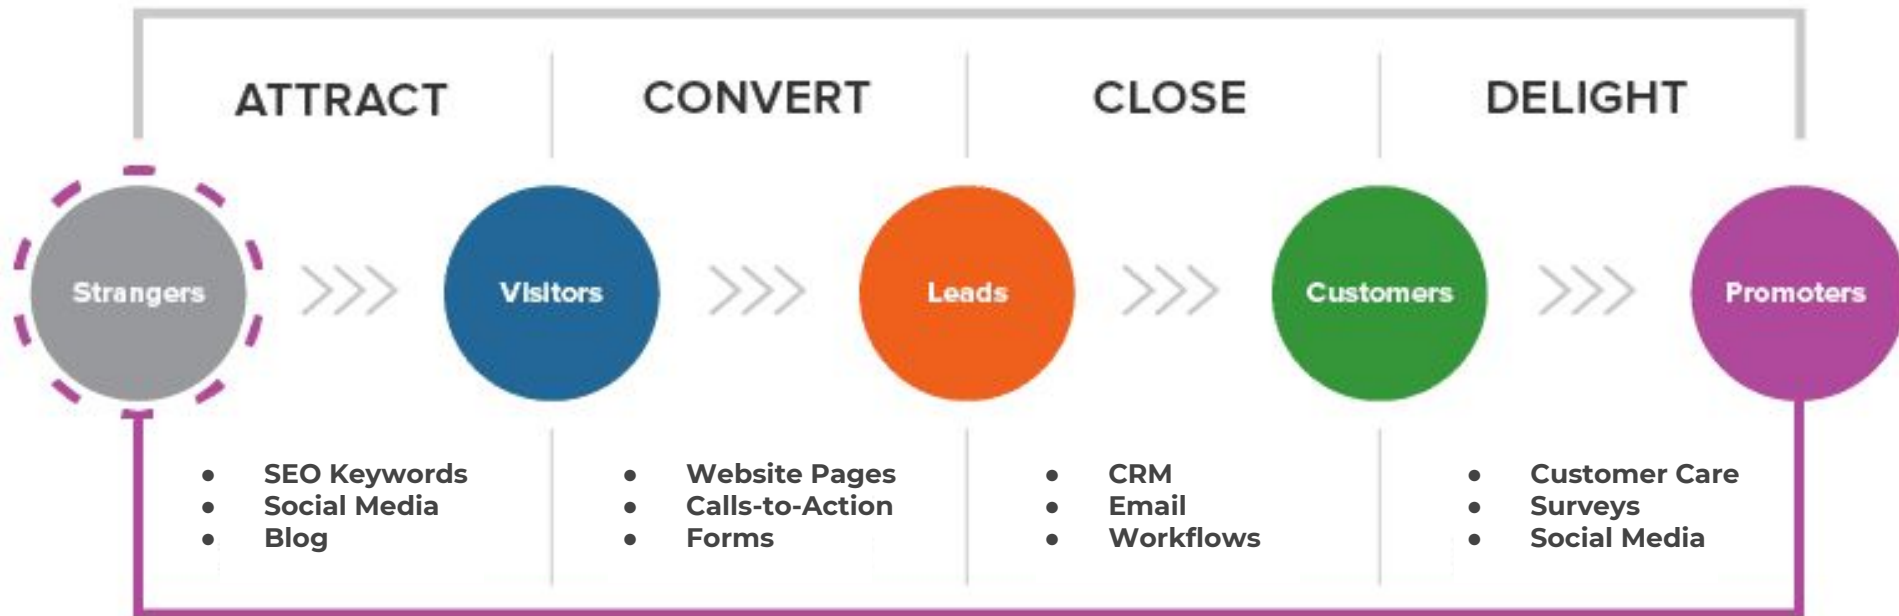 ATTRACT
CONVERT
CLOSE
DELIGHT
Strangers
Visitors
Leads
Customers
Promoters
● SEO Keywords
● Social Media
● Blog
● Website Pages
● Calls-to-Action
● Forms
● CRM
● Email
● Workflows
● Customer Care
● Surveys
● Social Media